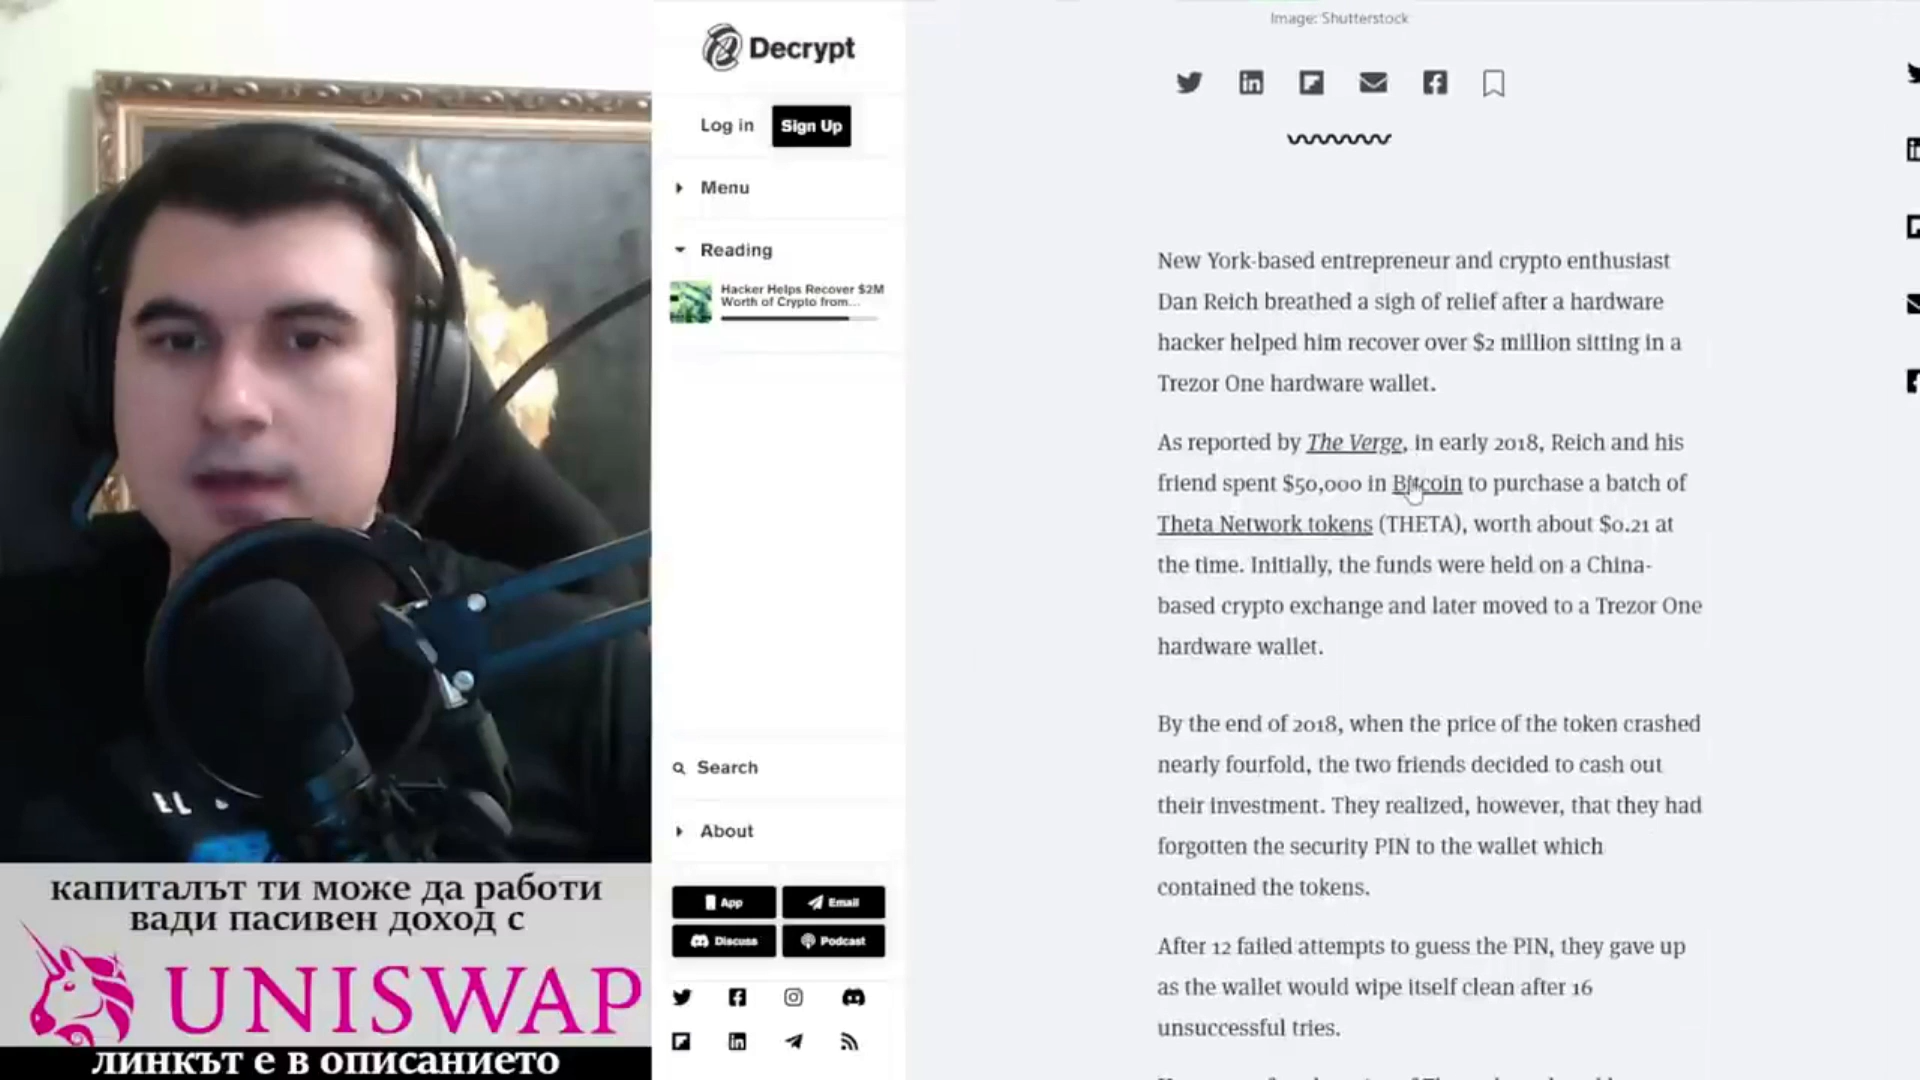 капиталът ти може да работи
вади пасивен доход с
UNISWAP
линкът е в описанието
Decrypt
Log in
Sign Up
Menu
Reading
Hacker Helps Recover $2M
Worth of Crypto from...
Search
About
App
Email
Discuss
Podcast
Image: Shutterstock
New York-based entrepreneur and crypto enthusiast
Dan Reich breathed a sigh of relief after a hardware
hacker helped him recover over $2 million sitting in a
Trezor One hardware wallet.
As reported by The Verge, in early 2018, Reich and his
friend spent $50,000 in Bitcoin to purchase a batch of
Theta Network tokens (THETA), worth about $0.21 at
the time. Initially, the funds were held on a China-
based crypto exchange and later moved to a Trezor One
hardware wallet.
By the end of 2018, when the price of the token crashed
nearly fourfold, the two friends decided to cash out
their investment. They realized, however, that they had
forgotten the security PIN to the wallet which
contained the tokens.
After 12 failed attempts to guess the PIN, they gave up
as the wallet would wipe itself clean after 16
unsuccessful tries.